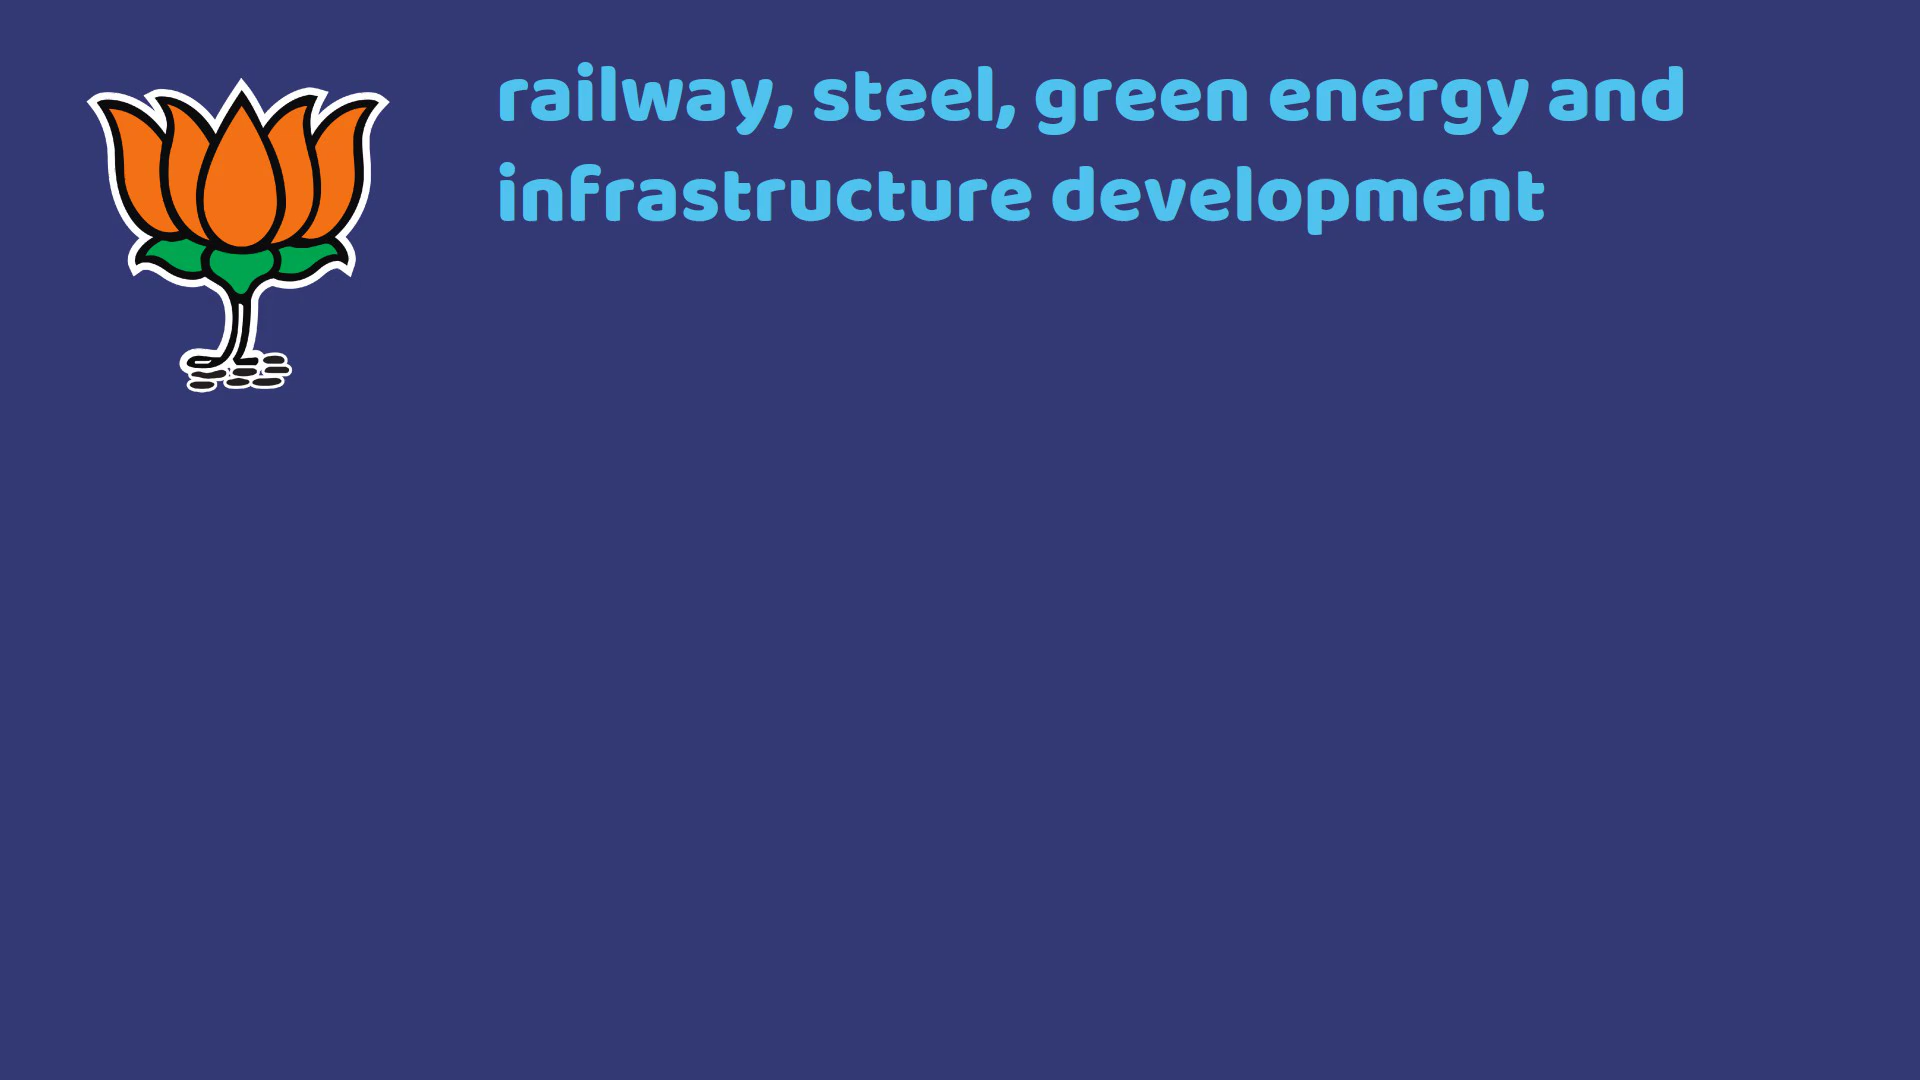 railway, steel, green energy and
infrastructure development